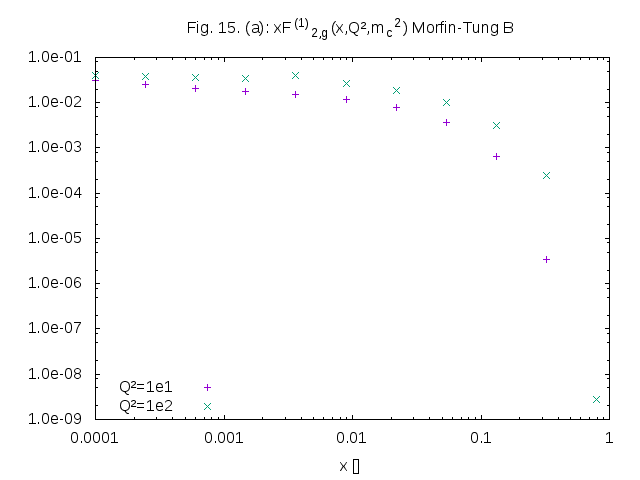 Fig. 15. (a): xF⁽¹⁾₂,g(x,Q²,m_c²) Morfin-Tung B
1.0e-01
1.0e-02
1.0e-03
1.0e-04
1.0e-05
1.0e-06
1.0e-07
1.0e-08
1.0e-09
Q²=1e1
Q²=1e2
0.0001 0.001 0.01 0.1 1
x []